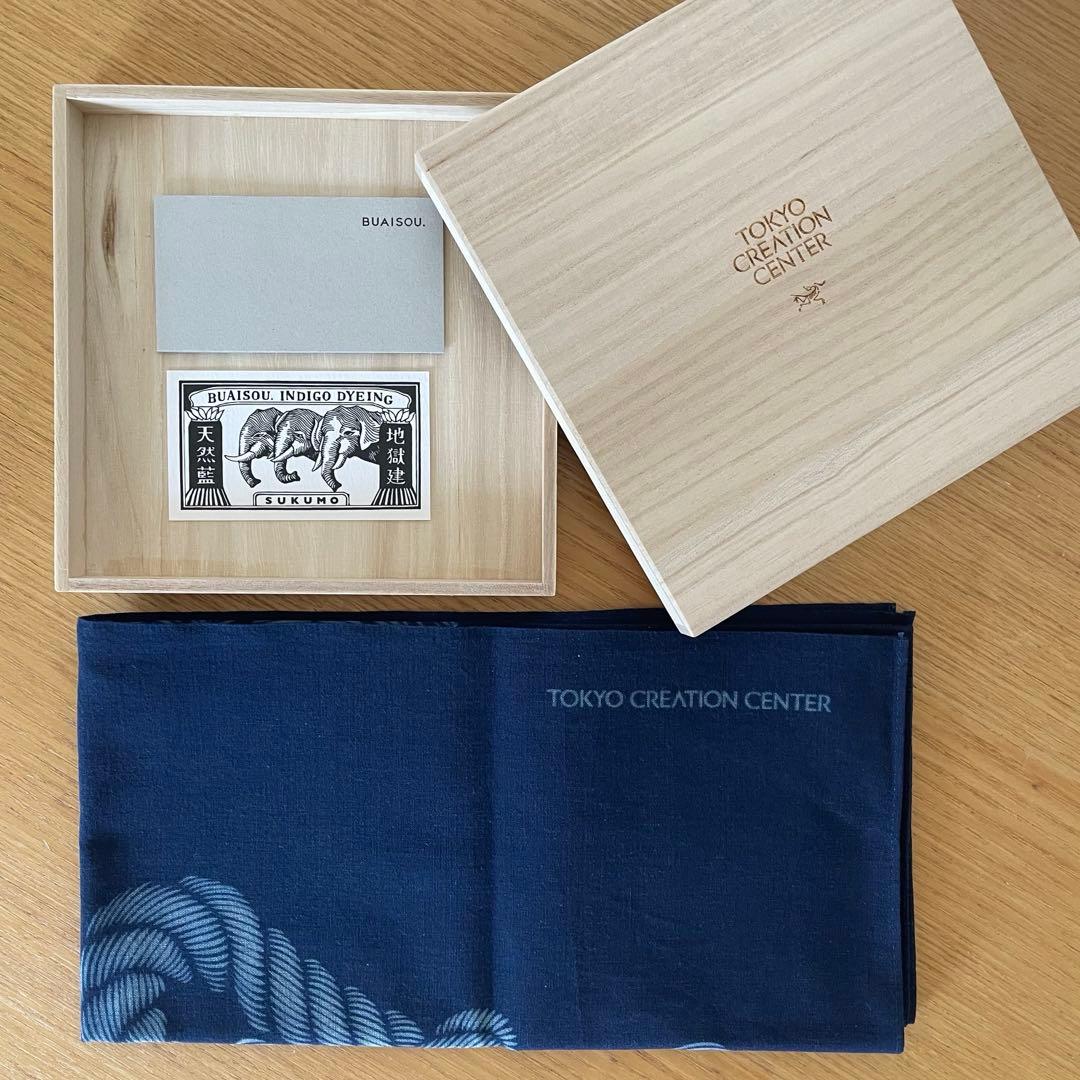 BUAISOU.
TOKYO
CREATION
CENTER
BUAISOU. INDIGO DYEING
天然藍
地獄建
SUKUMO
TOKYO CREATION CENTER